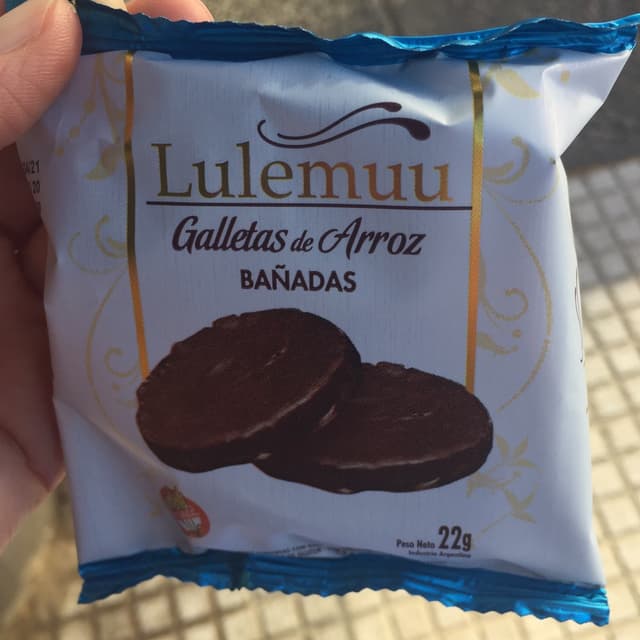 Lulemuu
Galletas de Arroz
BAÑADAS
Peso Neto 22g
Industria Argentina